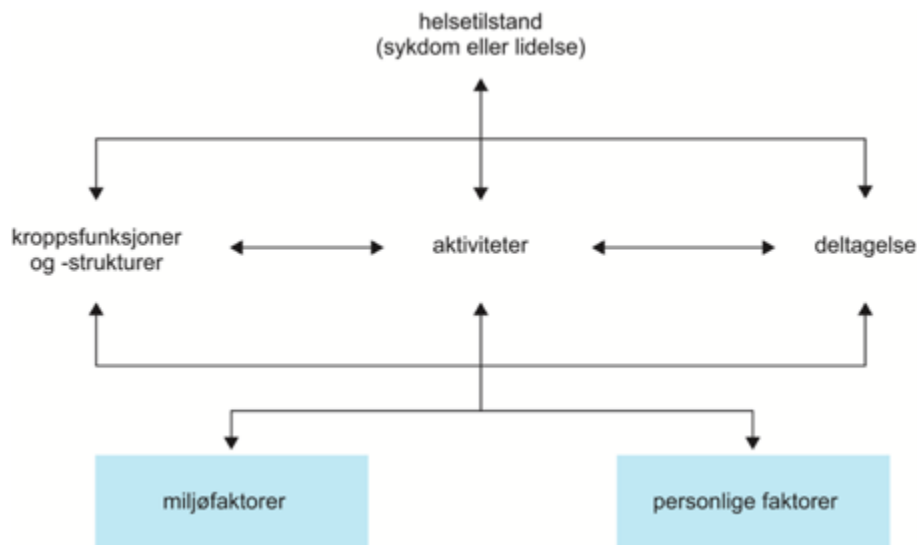 helsetilstand
(sykdom eller lidelse)
kroppsfunksjoner
og -strukturer
aktiviteter
deltagelse
miljøfaktorer
personlige faktorer